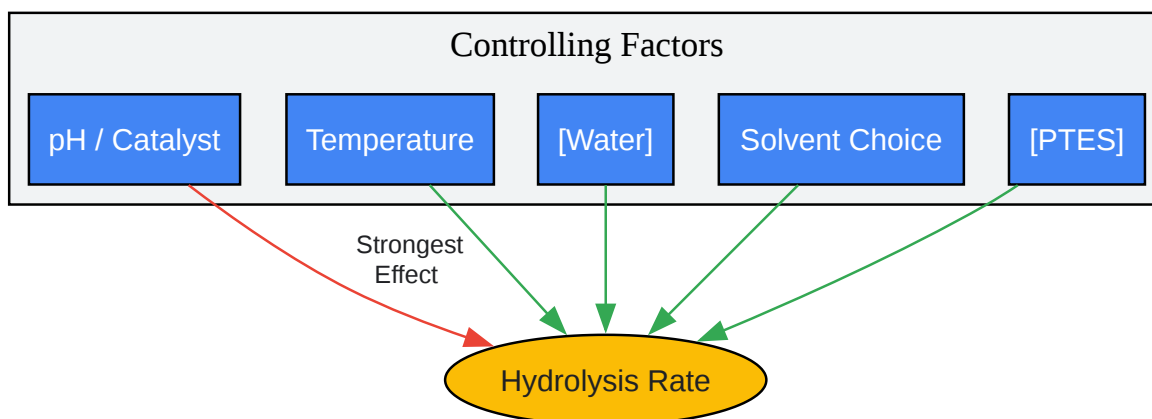 Controlling Factors
pH / Catalyst
Temperature
[Water]
Solvent Choice
[PTES]
Strongest
Effect
Hydrolysis Rate